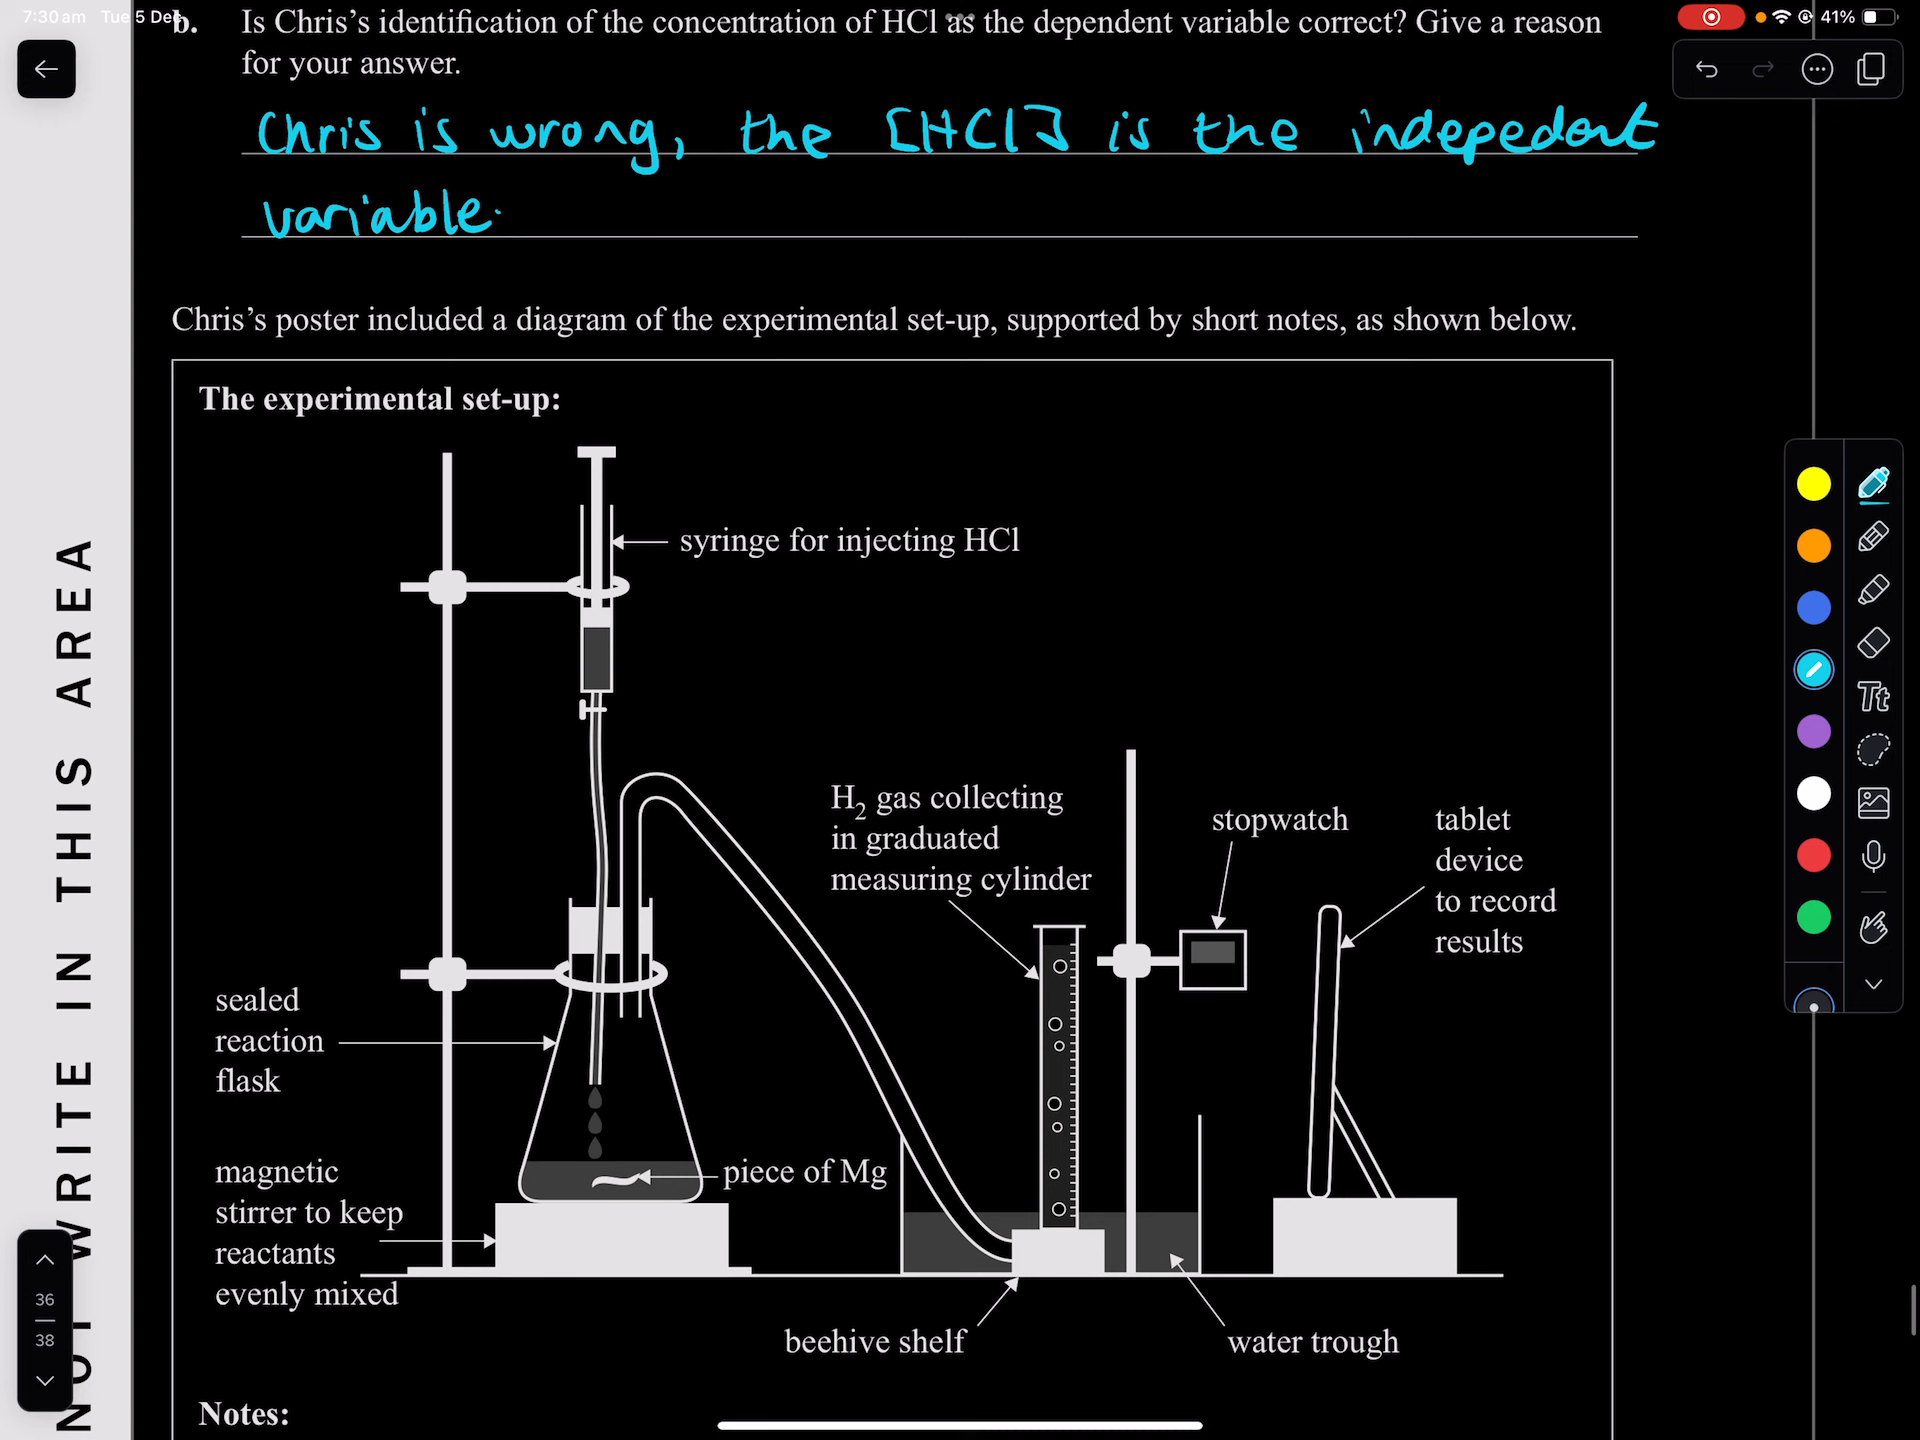 7:30 am Tue 5 Dec
41%
b. Is Chris’s identification of the concentration of HCl as the dependent variable correct? Give a reason
for your answer.
Chris is wrong, the [HCl] is the indepedent
variable.
Chris’s poster included a diagram of the experimental set-up, supported by short notes, as shown below.
The experimental set-up:
syringe for injecting HCl
H2 gas collecting
in graduated
measuring cylinder
stopwatch
tablet
device
to record
results
sealed
reaction
flask
magnetic
stirrer to keep
reactants
evenly mixed
piece of Mg
beehive shelf
water trough
Notes:
NOT WRITE IN THIS AREA
36
38
Tt